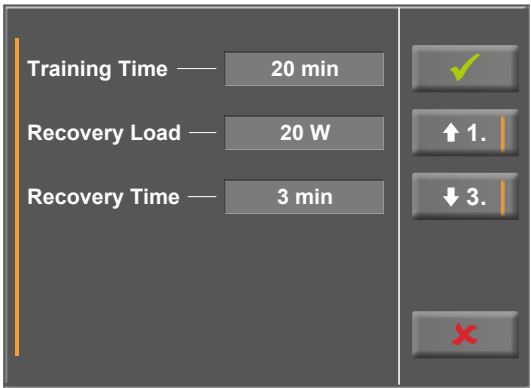 Training Time 20 min
1.
Recovery Load 20 W
3.
Recovery Time 3 min